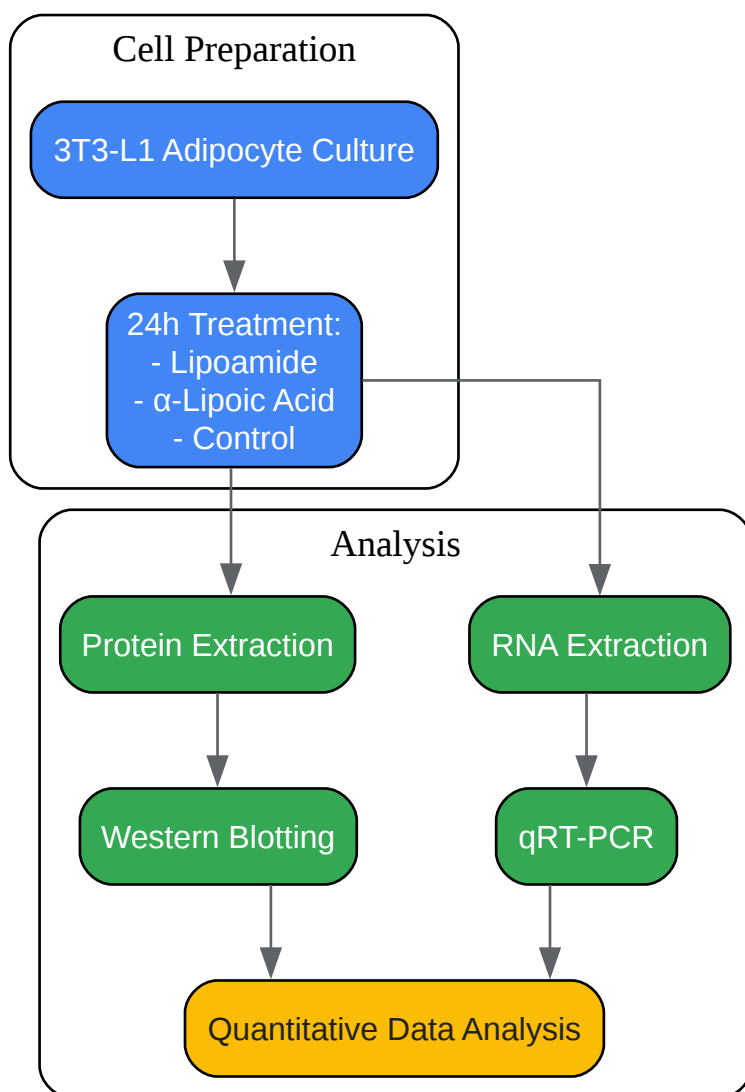 Cell Preparation
3T3-L1 Adipocyte Culture
24h Treatment:
- Lipoamide
- α-Lipoic Acid
- Control
Analysis
Protein Extraction
RNA Extraction
Western Blotting
qRT-PCR
Quantitative Data Analysis